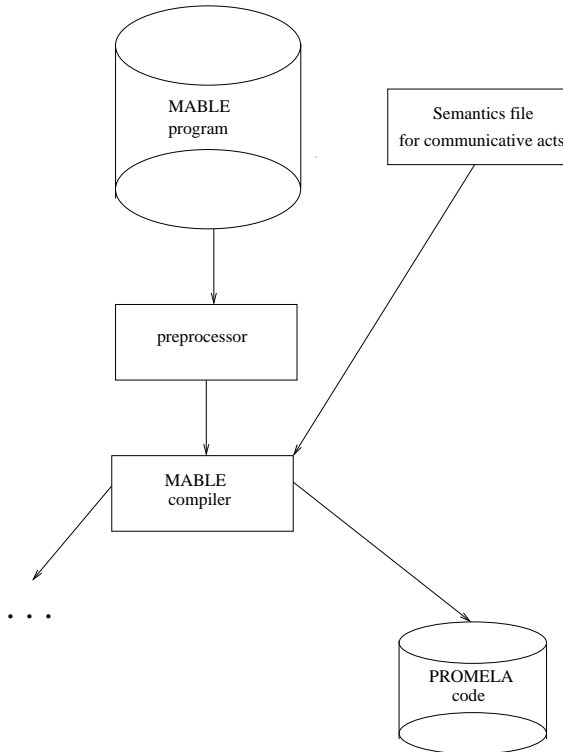 MABLE
program
Semantics file
for communicative acts
preprocessor
MABLE
compiler
. . .
PROMELA
code